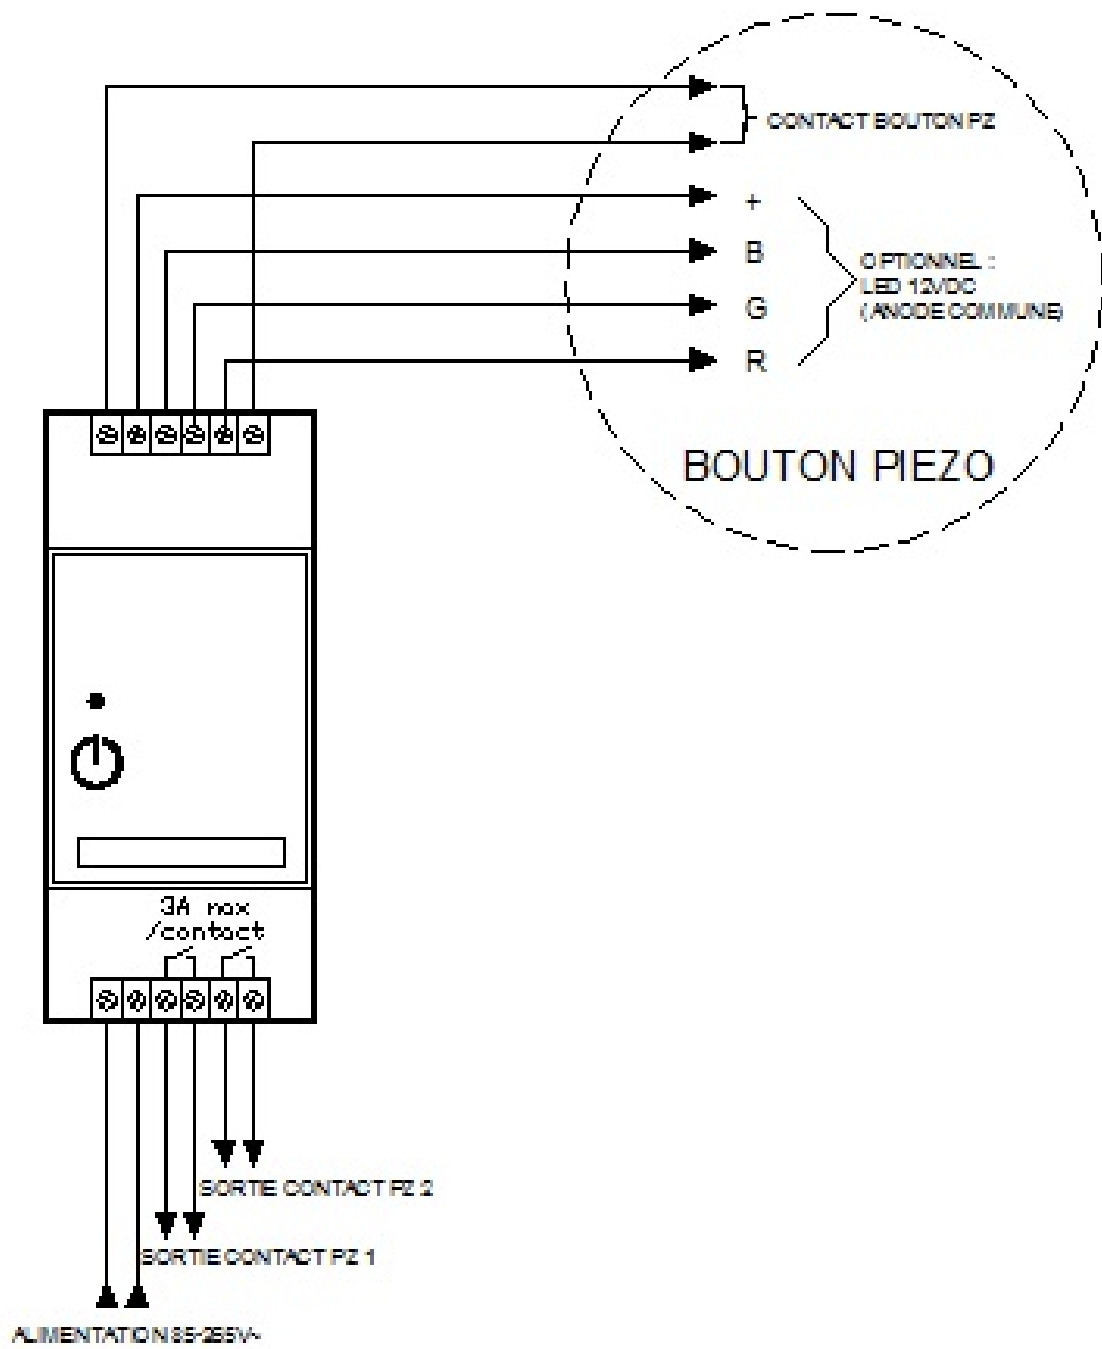 CONTACT BOUTON PZ
+
B
OPTIONNEL :
LED 12VDC
(ANODE COMMUNE)
G
R
BOUTON PIEZO
3A max
/contact
SORTIE CONTACT PZ 2
SORTIE CONTACT PZ 1
ALIMENTATION 85-265V~